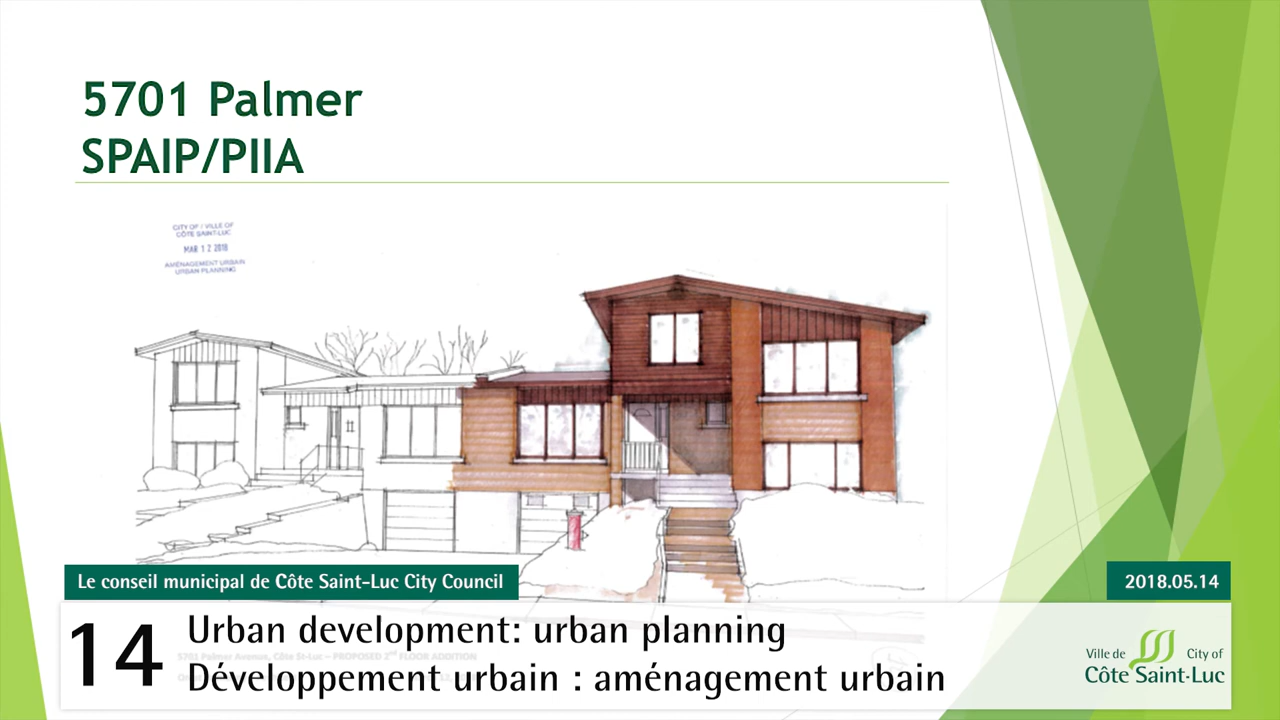 5701 Palmer
SPAIP/PIIA
CITY OF / VILLE OF
CÔTE SAINT-LUC
MAR 12 2018
AMÉNAGEMENT URBAIN
URBAN PLANNING
Le conseil municipal de Côte Saint-Luc City Council
2018.05.14
14
Urban development: urban planning
5701 Palmer Avenue, Côte St-Luc – PROPOSED 2ND FLOOR ADDITION
Développement urbain : aménagement urbain
Ville de City of
Côte Saint-Luc